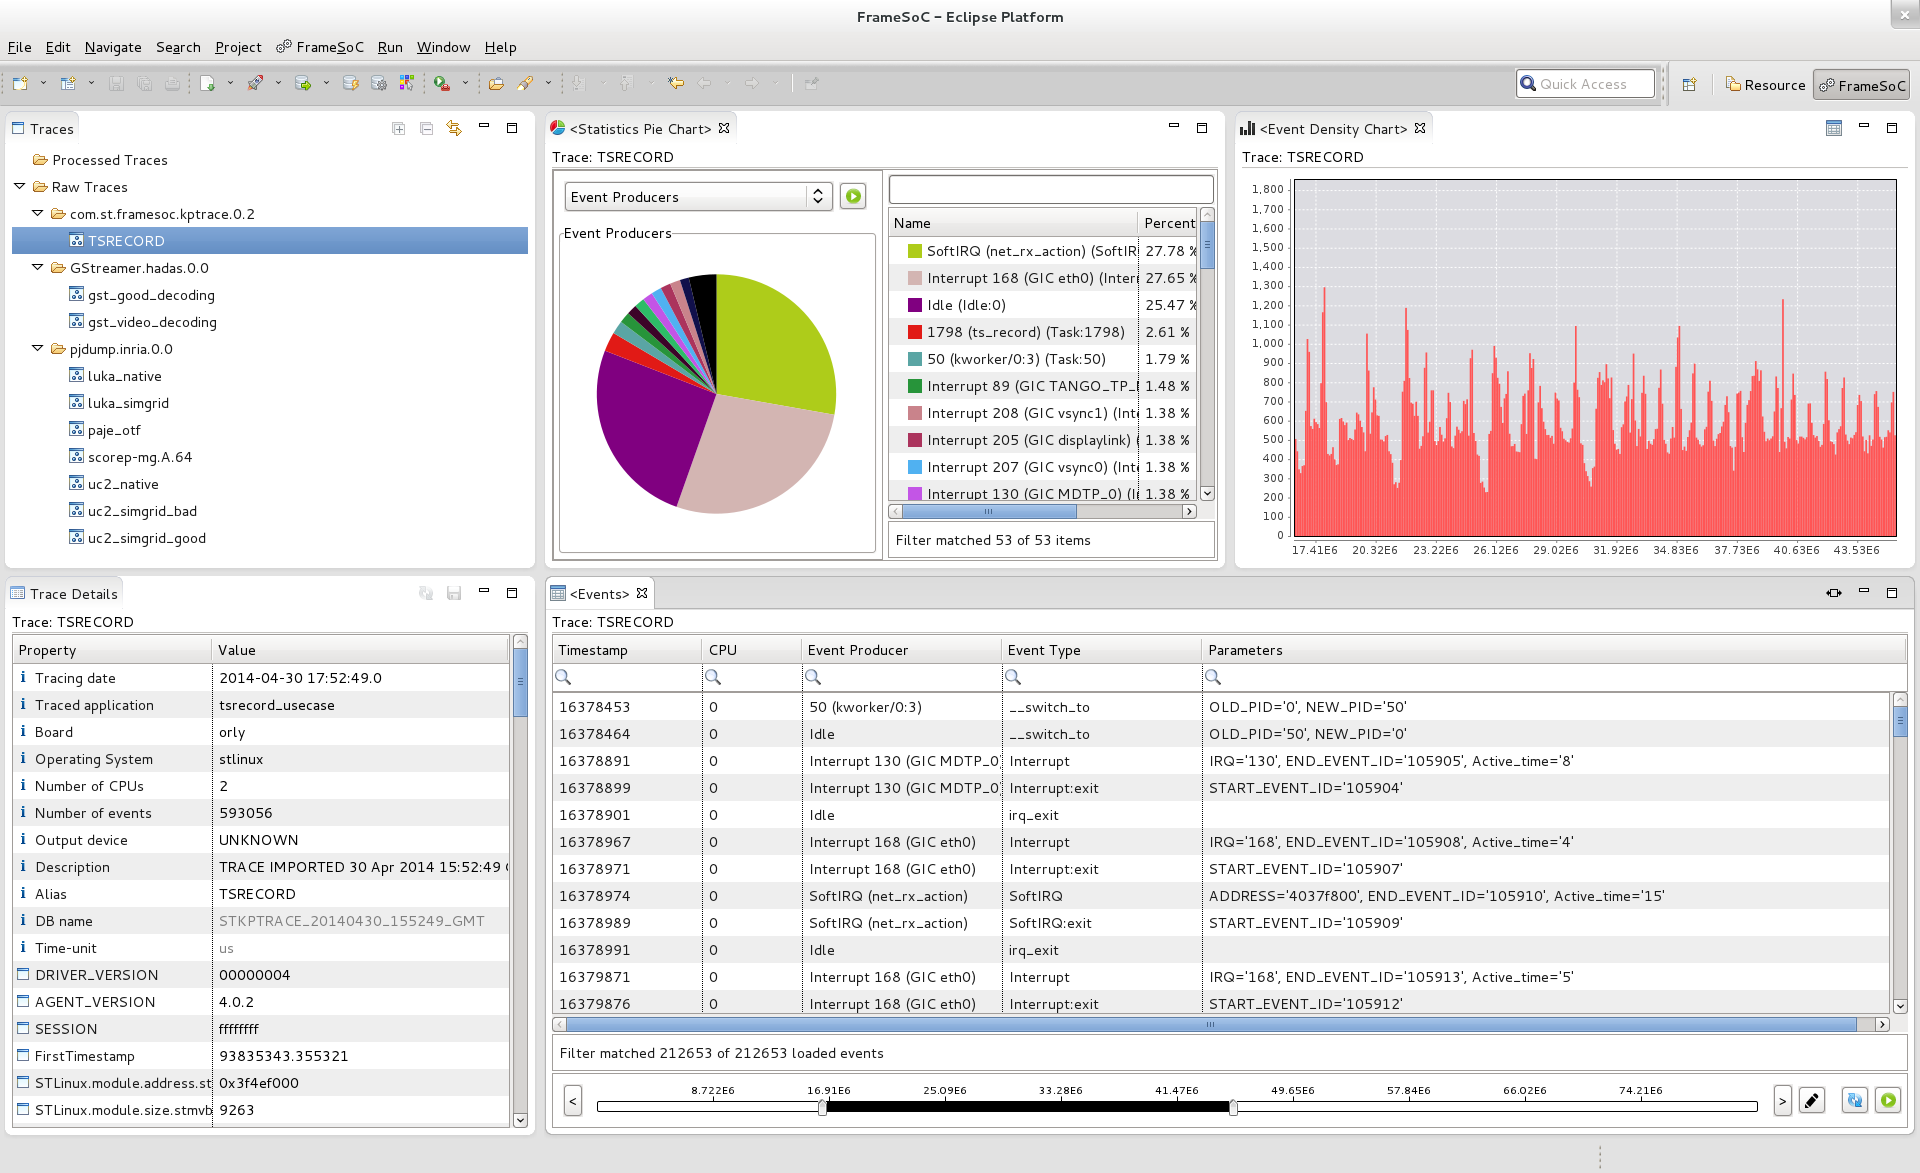 FrameSoC - Eclipse Platform
File Edit Navigate Search Project FrameSoC Run Window Help
Quick Access Resource FrameSoC
Traces
Processed Traces
Raw Traces
com.st.framesoc.kptrace.0.2
TSRECORD
GStreamer.hadas.0.0
gst_good_decoding
gst_video_decoding
pjdump.inria.0.0
luka_native
luka_simgrid
paje_otf
scorep-mg.A.64
uc2_native
uc2_simgrid_bad
uc2_simgrid_good
<Statistics Pie Chart>
Trace: TSRECORD
Event Producers
Event Producers
Name Percent
SoftIRQ (net_rx_action) (SoftIR 27.78 %
Interrupt 168 (GIC eth0) (Inter 27.65 %
Idle (Idle:0) 25.47 %
1798 (ts_record) (Task:1798) 2.61 %
50 (kworker/0:3) (Task:50) 1.79 %
Interrupt 89 (GIC TANGO_TP_ 1.48 %
Interrupt 208 (GIC vsync1) (Inte 1.38 %
Interrupt 205 (GIC displaylink) ( 1.38 %
Interrupt 207 (GIC vsync0) (Inte 1.38 %
Interrupt 130 (GIC MDTP_0) (I 1.38 %
Filter matched 53 of 53 items
<Event Density Chart>
Trace: TSRECORD
1,800
1,700
1,600
1,500
1,400
1,300
1,200
1,100
1,000
900
800
700
600
500
400
300
200
100
0
17.41E6 20.32E6 23.22E6 26.12E6 29.02E6 31.92E6 34.83E6 37.73E6 40.63E6 43.53E6
Trace Details
Trace: TSRECORD
Property Value
Tracing date 2014-04-30 17:52:49.0
Traced application tsrecord_usecase
Board orly
Operating System stlinux
Number of CPUs 2
Number of events 593056
Output device UNKNOWN
Description TRACE IMPORTED 30 Apr 2014 15:52:49
Alias TSRECORD
DB name STKPTRACE_20140430_155249_GMT
Time-unit us
DRIVER_VERSION 00000004
AGENT_VERSION 4.0.2
SESSION ffffffff
FirstTimestamp 93835343.355321
STLinux.module.address.st 0x3f4ef000
STLinux.module.size.stmvb 9263
<Events>
Trace: TSRECORD
Timestamp CPU Event Producer Event Type Parameters
16378453 0 50 (kworker/0:3) __switch_to OLD_PID='0', NEW_PID='50'
16378464 0 Idle __switch_to OLD_PID='50', NEW_PID='0'
16378891 0 Interrupt 130 (GIC MDTP_0) Interrupt IRQ='130', END_EVENT_ID='105905', Active_time='8'
16378899 0 Interrupt 130 (GIC MDTP_0) Interrupt:exit START_EVENT_ID='105904'
16378901 0 Idle irq_exit
16378967 0 Interrupt 168 (GIC eth0) Interrupt IRQ='168', END_EVENT_ID='105908', Active_time='4'
16378971 0 Interrupt 168 (GIC eth0) Interrupt:exit START_EVENT_ID='105907'
16378974 0 SoftIRQ (net_rx_action) SoftIRQ ADDRESS='4037f800', END_EVENT_ID='105910', Active_time='15'
16378989 0 SoftIRQ (net_rx_action) SoftIRQ:exit START_EVENT_ID='105909'
16378991 0 Idle irq_exit
16379871 0 Interrupt 168 (GIC eth0) Interrupt IRQ='168', END_EVENT_ID='105913', Active_time='5'
16379876 0 Interrupt 168 (GIC eth0) Interrupt:exit START_EVENT_ID='105912'
Filter matched 212653 of 212653 loaded events
< 8.722E6 16.91E6 25.09E6 33.28E6 41.47E6 49.65E6 57.84E6 66.02E6 74.21E6 >